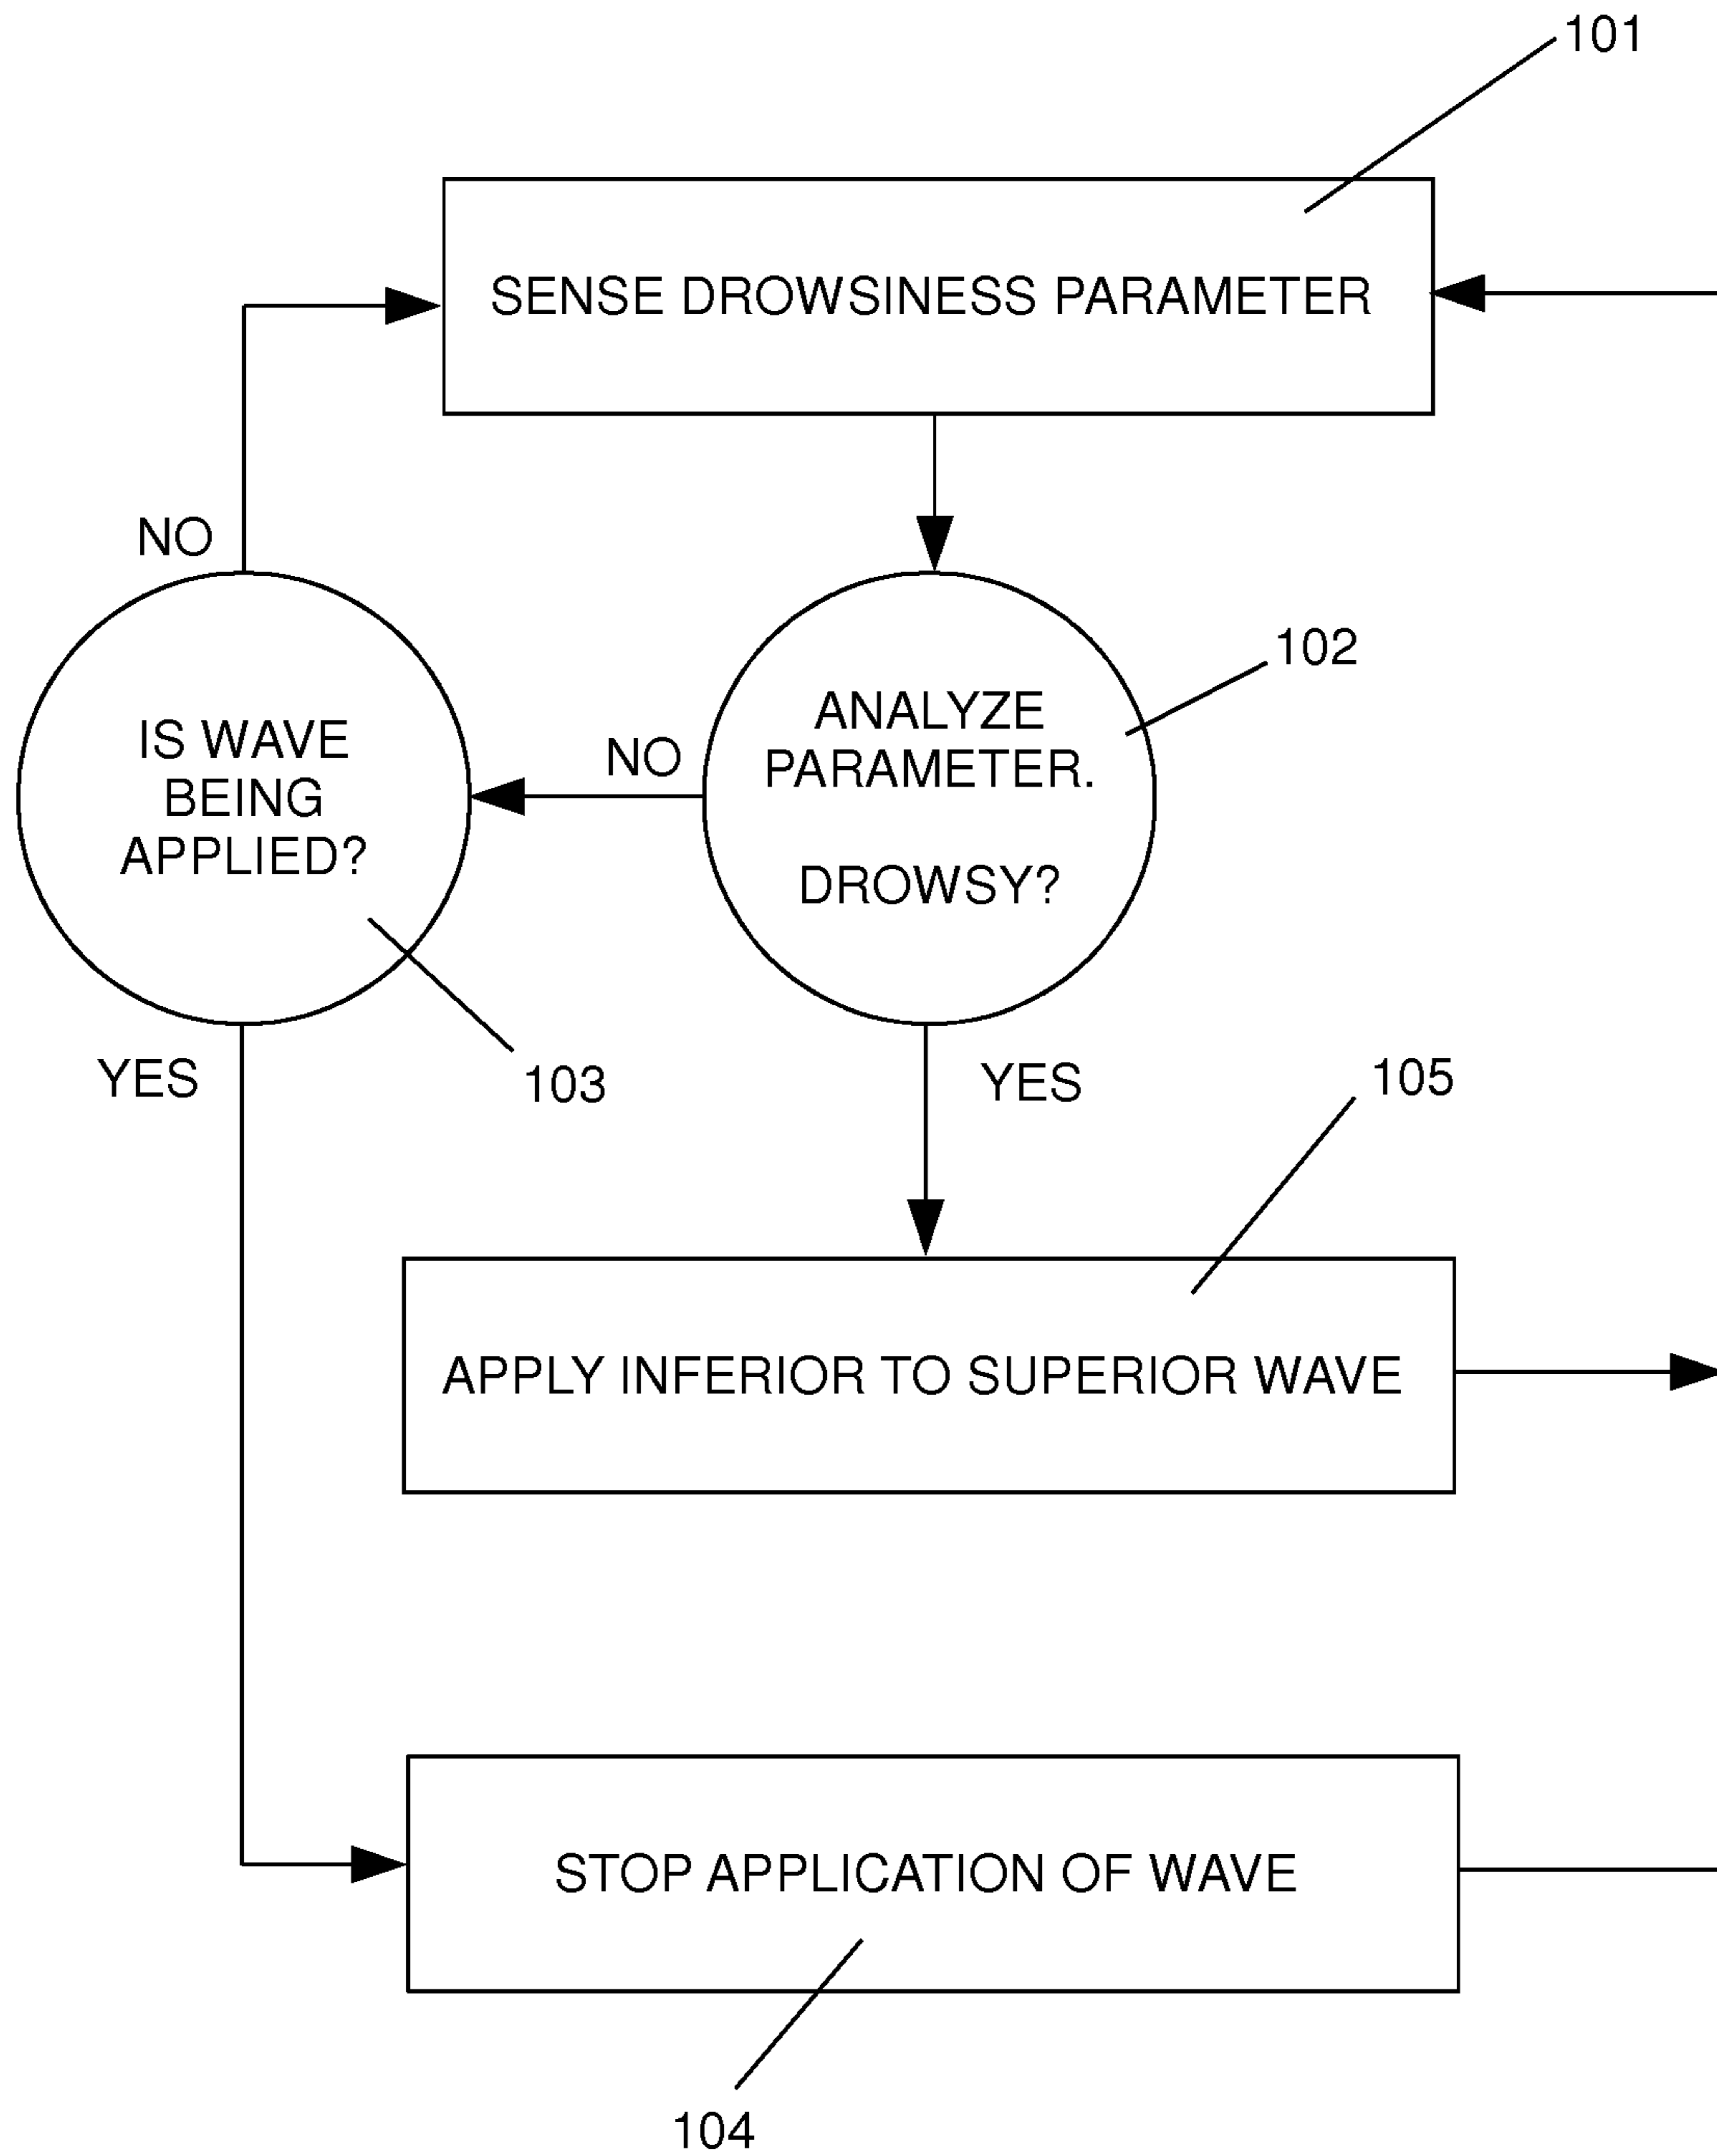 101
SENSE DROWSINESS PARAMETER
NO
102
IS WAVE
BEING
APPLIED?
NO
ANALYZE
PARAMETER.
DROWSY?
YES
103
YES
105
APPLY INFERIOR TO SUPERIOR WAVE
STOP APPLICATION OF WAVE
104